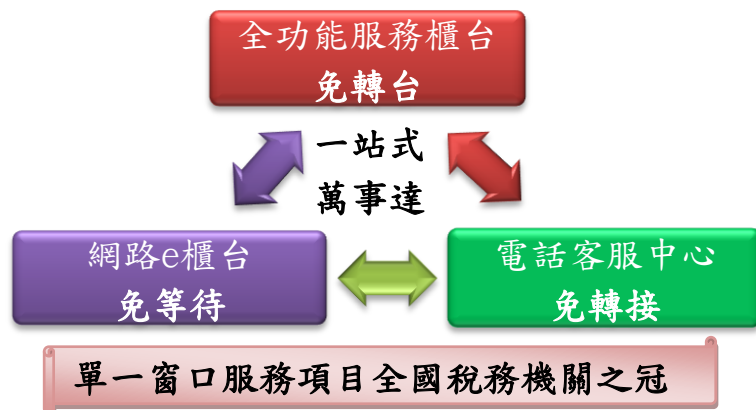 全功能服務櫃台
免轉台
一站式
萬事達
網路e櫃台
免等待
電話客服中心
免轉接
單一窗口服務項目全國稅務機關之冠